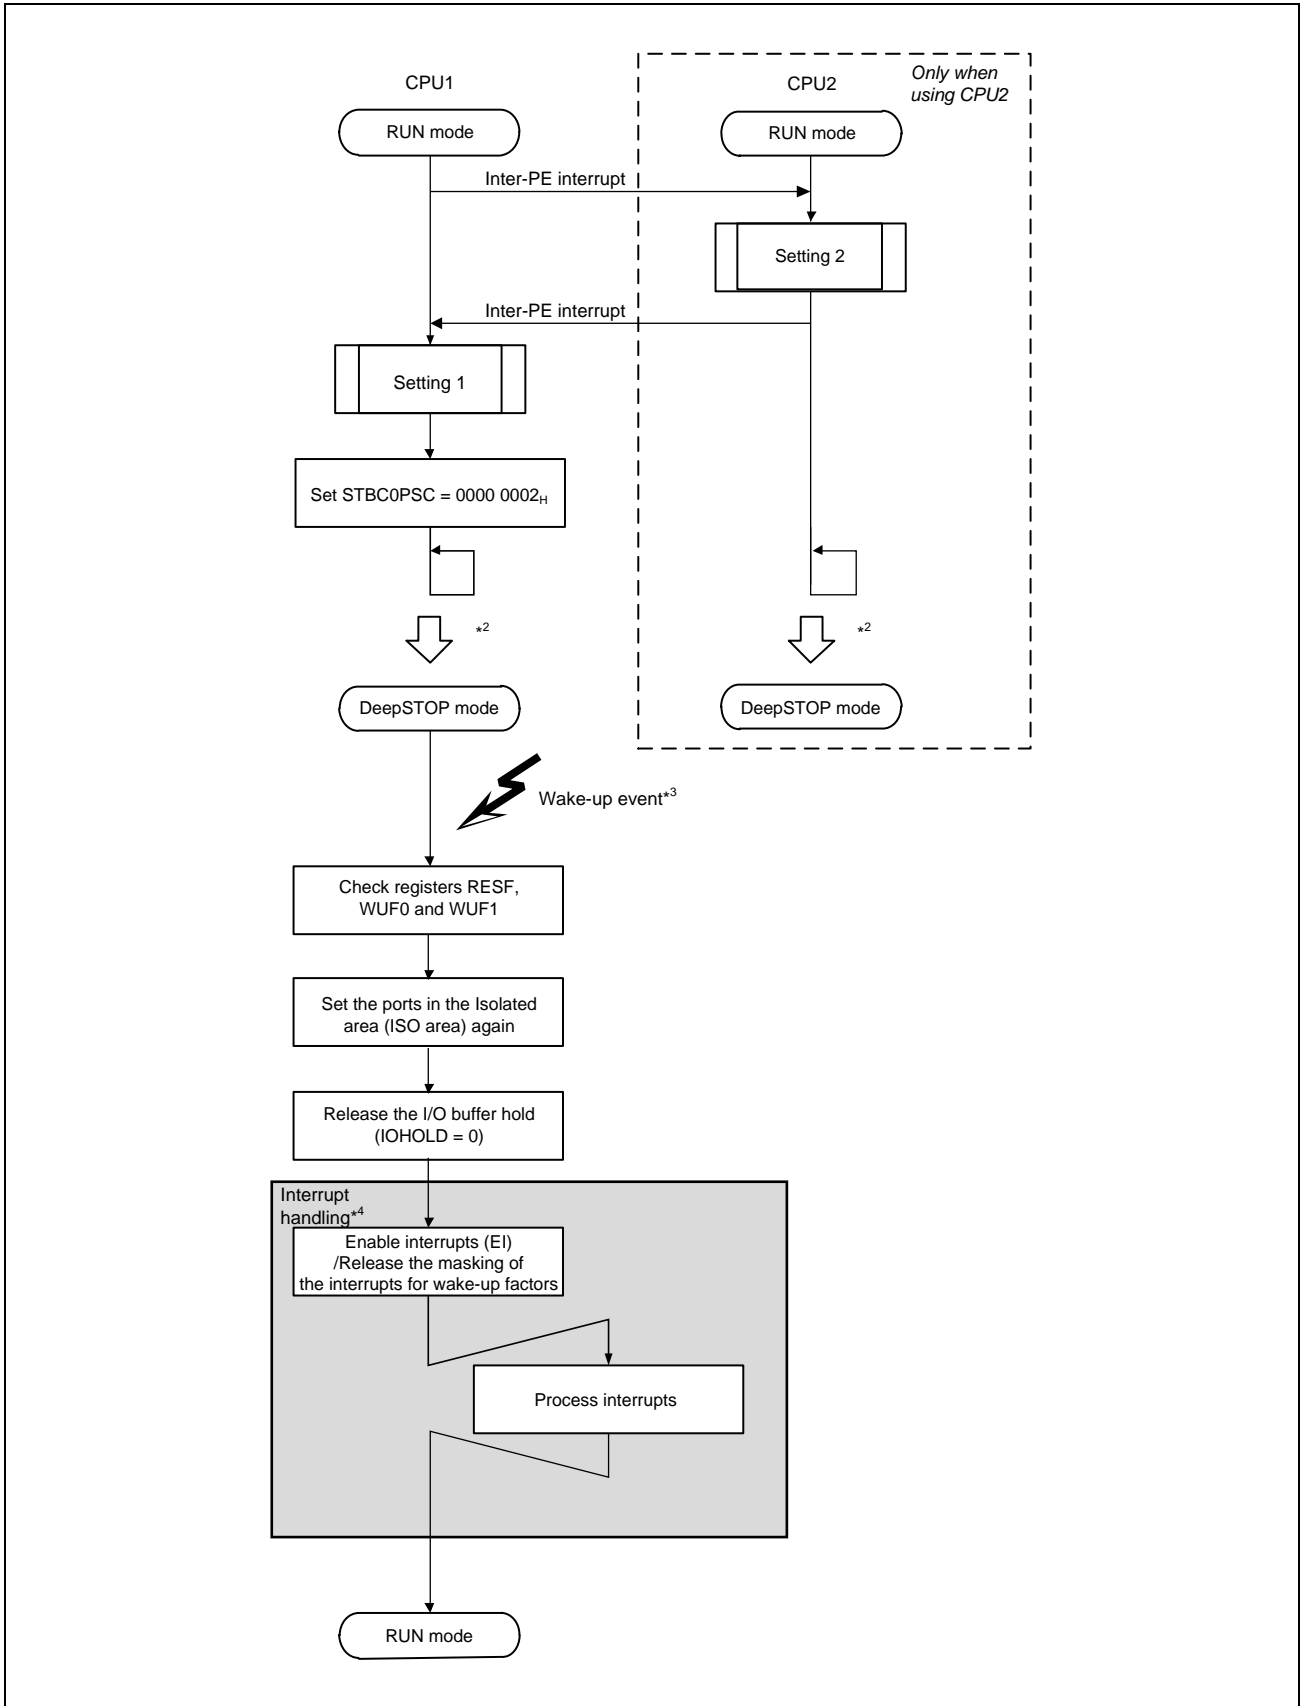 CPU1
CPU2
Only when
using CPU2
RUN mode
RUN mode
Inter-PE interrupt
Setting 2
Inter-PE interrupt
Setting 1
Set STBC0PSC = 0000 0002H
*2
*2
DeepSTOP mode
DeepSTOP mode
Wake-up event*3
Check registers RESF,
WUF0 and WUF1
Set the ports in the Isolated
area (ISO area) again
Release the I/O buffer hold
(IOHOLD = 0)
Interrupt
handling*4
Enable interrupts (EI)
/Release the masking of
the interrupts for wake-up factors
Process interrupts
RUN mode